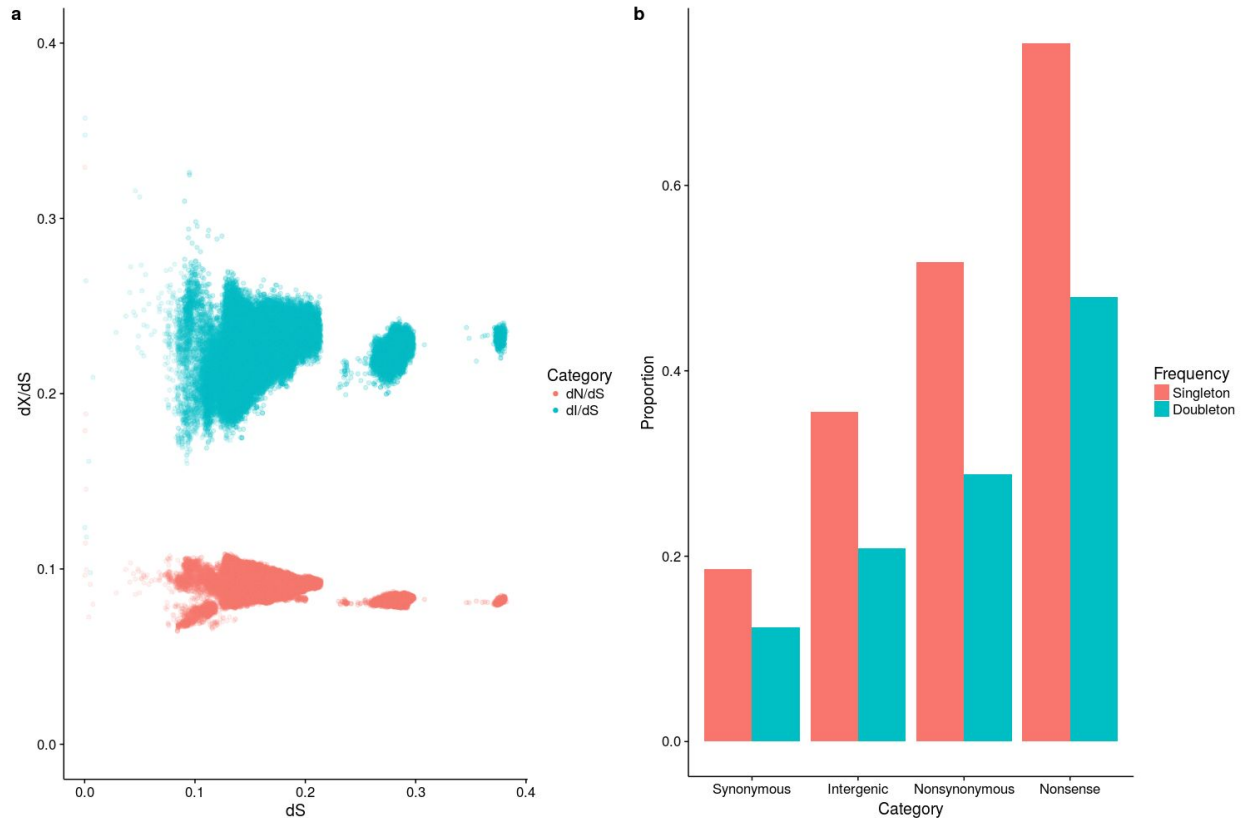 a
0.4
0.3
0.2
0.1
0.0
dX/dS
0.0 0.1 0.2 0.3 0.4
dS
Category
dN/dS
dI/dS
b
0.6
0.4
0.2
0.0
Proportion
Synonymous Intergenic Nonsynonymous Nonsense
Category
Frequency
Singleton
Doubleton